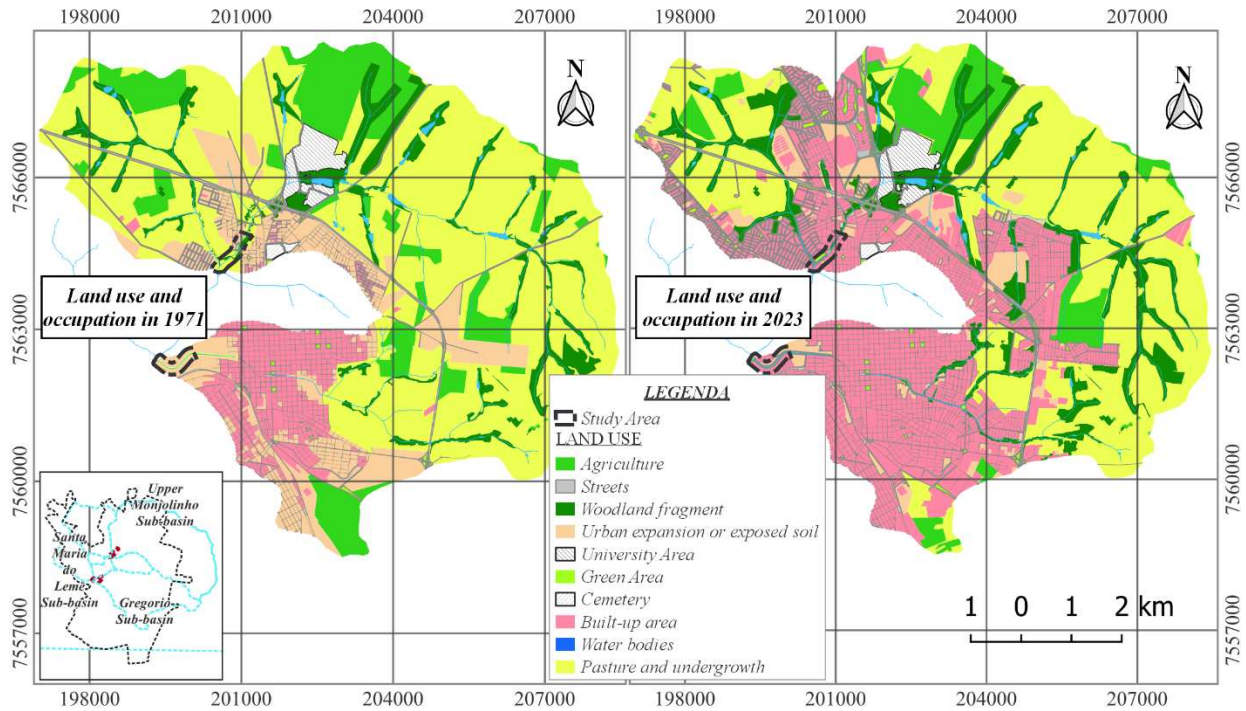 198000 201000 204000 207000 198000 201000 204000 207000
N N
7566000 7566000
Land use and
occupation in 1971
Land use and
occupation in 2023
7563000 7563000
LEGENDA
Study Area
LAND USE
Agriculture
Streets
Woodland fragment
Urban expansion or exposed soil
University Area
Green Area
Cemetery
Built-up area
Water bodies
Pasture and undergrowth
7560000 7560000
Upper
Monjolinho
Sub-basin
Santa
Maria
do
Leme
Sub-basin
Gregorio
Sub-basin
1 0 1 2 km
7557000 7557000
198000 201000 204000 207000 198000 201000 204000 207000